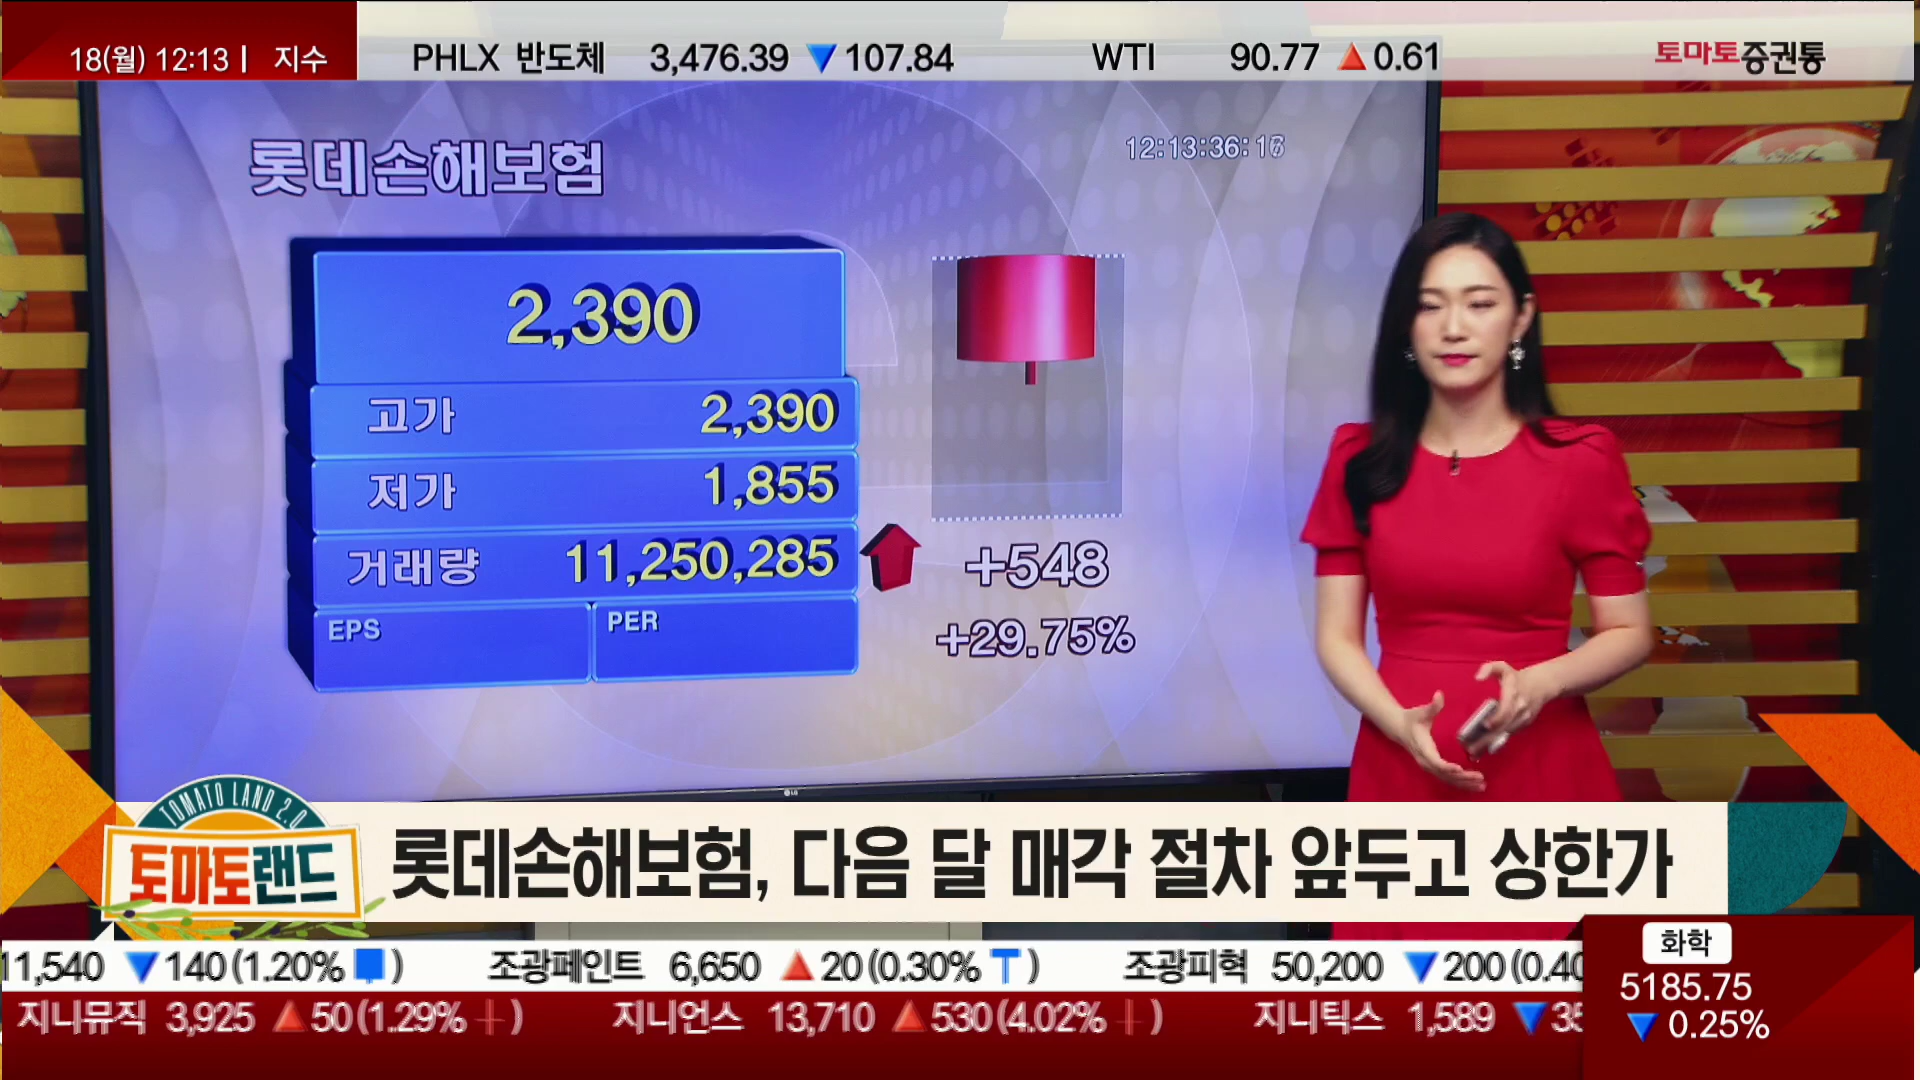 18(월) 12:13 | 지수
PHLX 반도체 3,476.39 ▼107.84 WTI 90.77 ▲0.61
토마토증권통
롯데손해보험
12:13:36:
2,390
고가 2,390
저가 1,855
거래량 11,250,285
EPS
PER
+548
+29.75%
LG
TOMATO LAND 2.0
토마토랜드
롯데손해보험, 다음 달 매각 절차 앞두고 상한가
11,540 ▼140(1.20% ) 조광페인트 6,650 ▲20(0.30% ) 조광피혁 50,200 ▼200(0.40
지니뮤직 3,925 ▲50(1.29% ) 지니언스 13,710 ▲530(4.02% ) 지니틱스 1,589 ▼35
화학
5185.75
▼ 0.25%